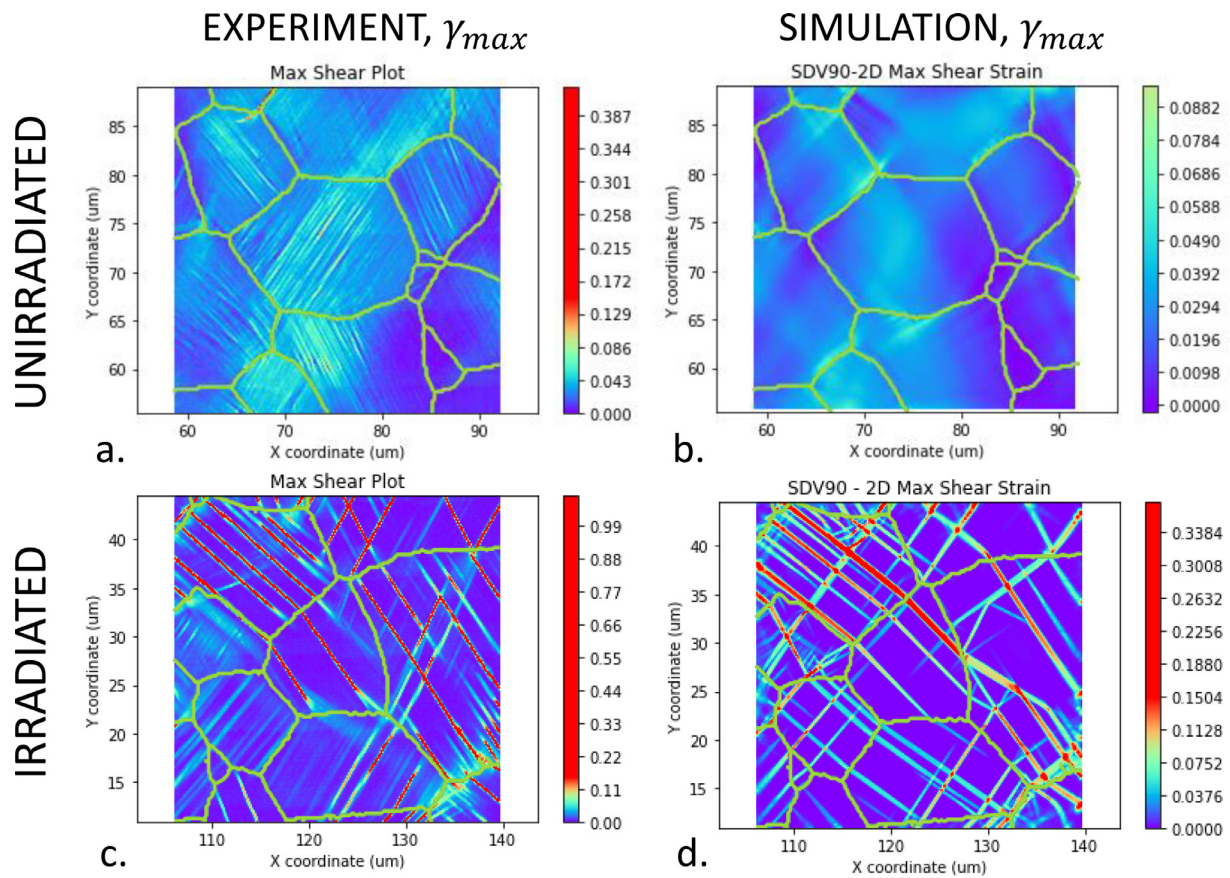 EXPERIMENT, γmax
SIMULATION, γmax
UNIRRADIATED
Max Shear Plot
85
80
75
70
65
60
Y coordinate (um)
60 70 80 90
X coordinate (um)
0.387
0.344
0.301
0.258
0.215
0.172
0.129
0.086
0.043
0.000
a.
SDV90-2D Max Shear Strain
85
80
75
70
65
60
Y coordinate (um)
60 70 80 90
X coordinate (um)
0.0882
0.0784
0.0686
0.0588
0.0490
0.0392
0.0294
0.0196
0.0098
0.0000
b.
IRRADIATED
Max Shear Plot
40
35
30
25
20
15
Y coordinate (um)
110 120 130 140
X coordinate (um)
0.99
0.88
0.77
0.66
0.55
0.44
0.33
0.22
0.11
0.00
c.
SDV90 - 2D Max Shear Strain
40
35
30
25
20
15
Y coordinate (um)
110 120 130 140
X coordinate (um)
0.3384
0.3008
0.2632
0.2256
0.1880
0.1504
0.1128
0.0752
0.0376
0.0000
d.